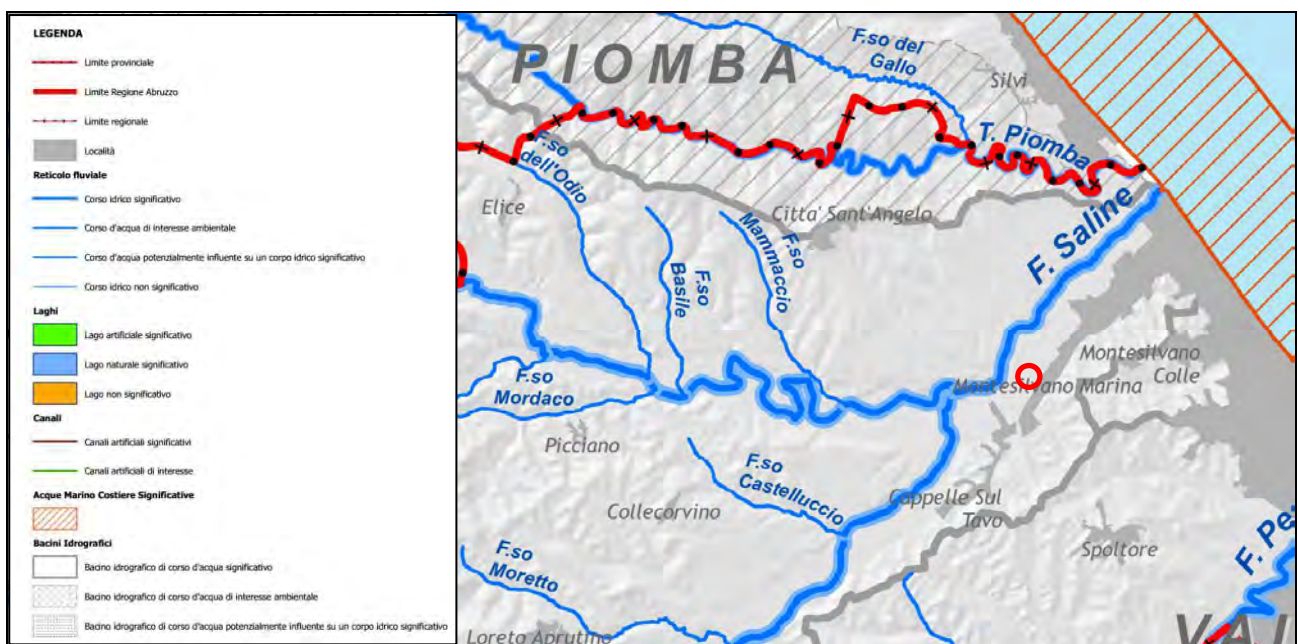 LEGENDA
Limite provinciale
Limite Regione Abruzzo
Limite regionale
Località
Reticolo fluviale
Corso idrico significativo
Corso d'acqua di interesse ambientale
Corso d'acqua potenzialmente influente su un corpo idrico significativo
Corso idrico non significativo
Laghi
Lago artificiale significativo
Lago naturale significativo
Lago non significativo
Canali
Canali artificiali significativi
Canali artificiali di interesse
Acque Marino Costiere Significative
Bacini Idrografici
Bacino idrografico di corso d'acqua significativo
Bacino idrografico di corso d'acqua di interesse ambientale
Bacino idrografico di corso d'acqua potenzialmente influente su un corpo idrico significativo
PIOMBA
F.so del
Gallo
Silvi
T. Piomba
F.so
dell'Odio
Elice
Citta' Sant'Angelo
F. Saline
F.so
Mammaccio
F.so
Basile
Montesilvano
Colle
Montesilvano Marina
F.so
Mordaco
Picciano
F.so
Castelluccio
Collecorvino
Cappelle Sul
Tavo
Spoltore
F. Pe
F.so
Moretto
Loreto Aprutino
VAL